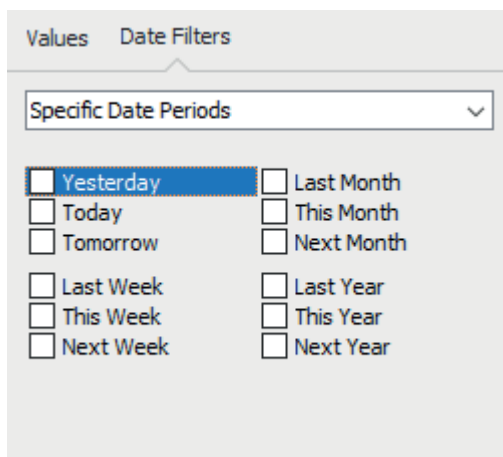 Values Date Filters
Specific Date Periods
Yesterday
Today
Tomorrow
Last Week
This Week
Next Week
Last Month
This Month
Next Month
Last Year
This Year
Next Year